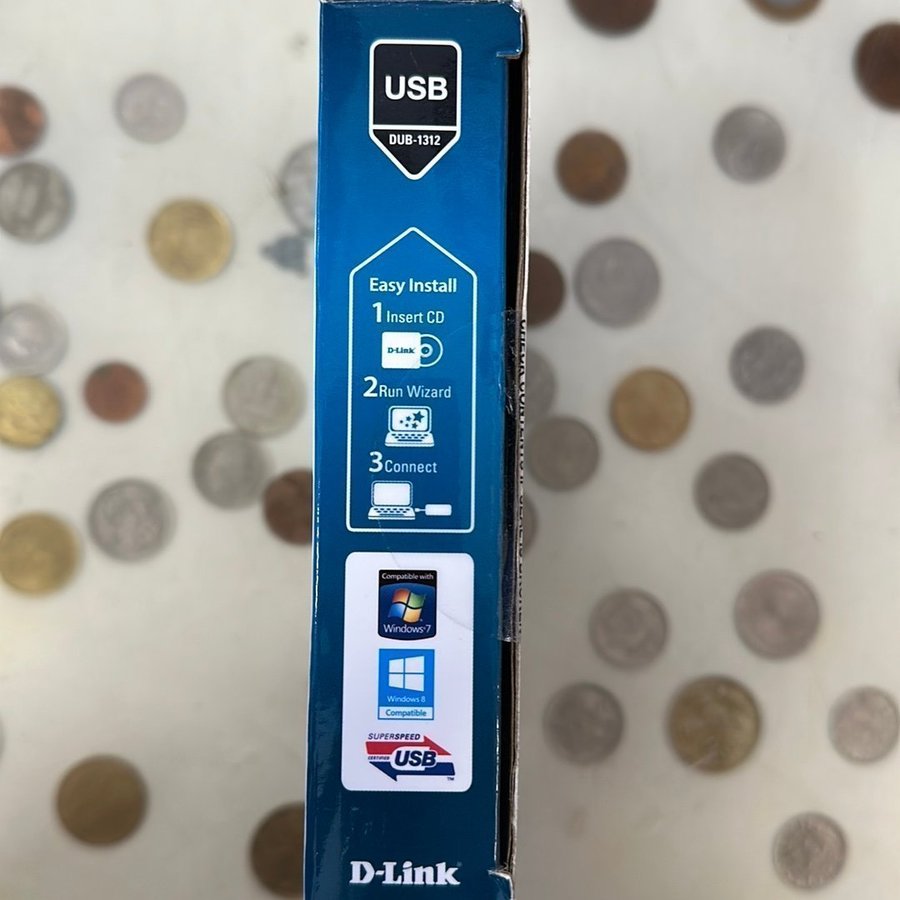 USB
DUB-1312
Easy Install
1 Insert CD
D-Link
2 Run Wizard
3 Connect
Compatible with
Windows 7
Windows 8
Compatible
SUPERSPEED
CERTIFIED USB
TM
D-Link